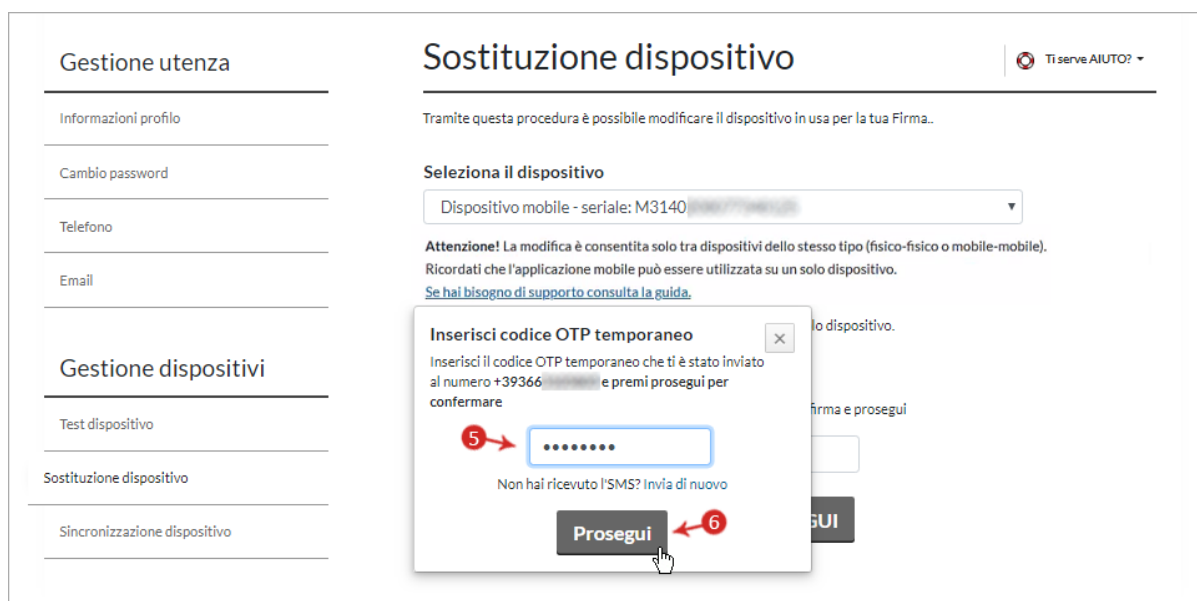 Gestione utenza
Informazioni profilo
Cambio password
Telefono
Email
Gestione dispositivi
Test dispositivo
Sostituzione dispositivo
Sincronizzazione dispositivo
Sostituzione dispositivo
Ti serve AIUTO?
Tramite questa procedura è possibile modificare il dispositivo in usa per la tua Firma..
Seleziona il dispositivo
Dispositivo mobile - seriale: M3140
Attenzione! La modifica è consentita solo tra dispositivi dello stesso tipo (fisico-fisico o mobile-mobile).
Ricordati che l'applicazione mobile può essere utilizzata su un solo dispositivo.
Se hai bisogno di supporto consulta la guida.
lo dispositivo.
firma e prosegui
GUI
Inserisci codice OTP temporaneo
×
Inserisci il codice OTP temporaneo che ti è stato inviato
al numero +39366 e premi prosegui per
confermare
5
••••••••
Non hai ricevuto l'SMS? Invia di nuovo
Prosegui
6